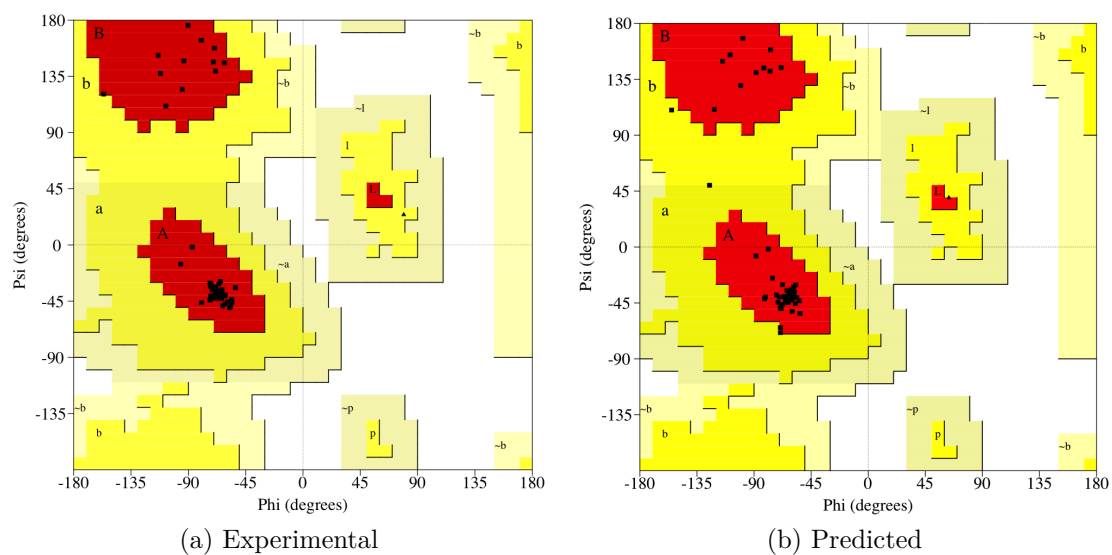 180
B
b
~b
~b
b
135
~l
90
l
45
L
a
A
0
~a
-45
-90
-135
~b
b
~p
p
~b
-180 -135 -90 -45 0 45 90 135 180
Psi (degrees)
Phi (degrees)
(a) Experimental
180
B
b
~b
~b
b
135
~l
90
l
45
L
a
A
0
~a
-45
-90
-135
~b
b
~p
p
~b
-180 -135 -90 -45 0 45 90 135 180
Psi (degrees)
Phi (degrees)
(b) Predicted